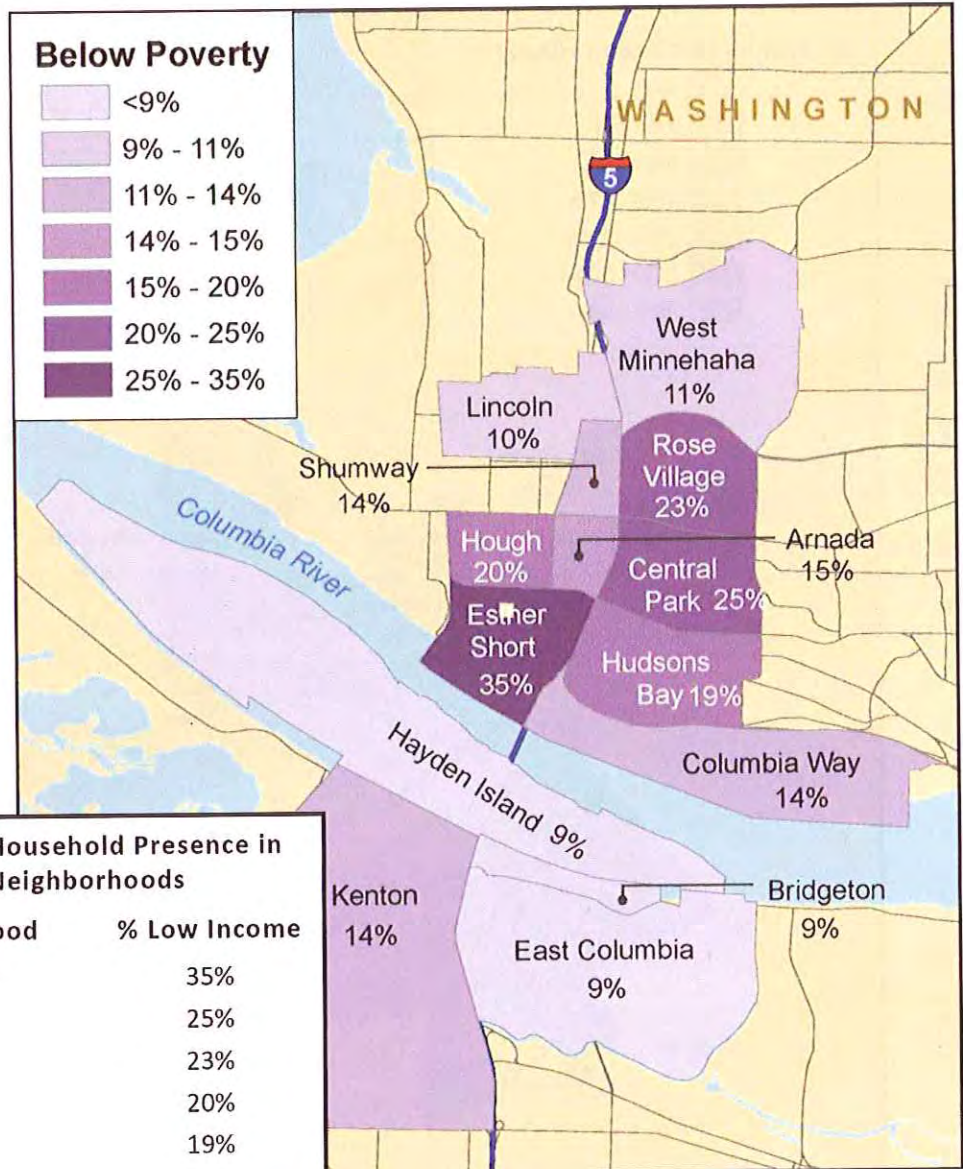 Below Poverty
<9%
9% - 11%
11% - 14%
14% - 15%
15% - 20%
20% - 25%
25% - 35%
WASHINGTON
5
West
Minnehaha
11%
Lincoln
10%
Shumway
14%
Rose
Village
23%
Columbia River
Hough
20%
Arnada
15%
Central
Park 25%
Esther
Short
35%
Hudsons
Bay 19%
Hayden Island 9%
Columbia Way
14%
Kenton
14%
Bridgeton
9%
East Columbia
9%
Household Presence in
Neighborhoods
ood % Low Income
35%
25%
23%
20%
19%